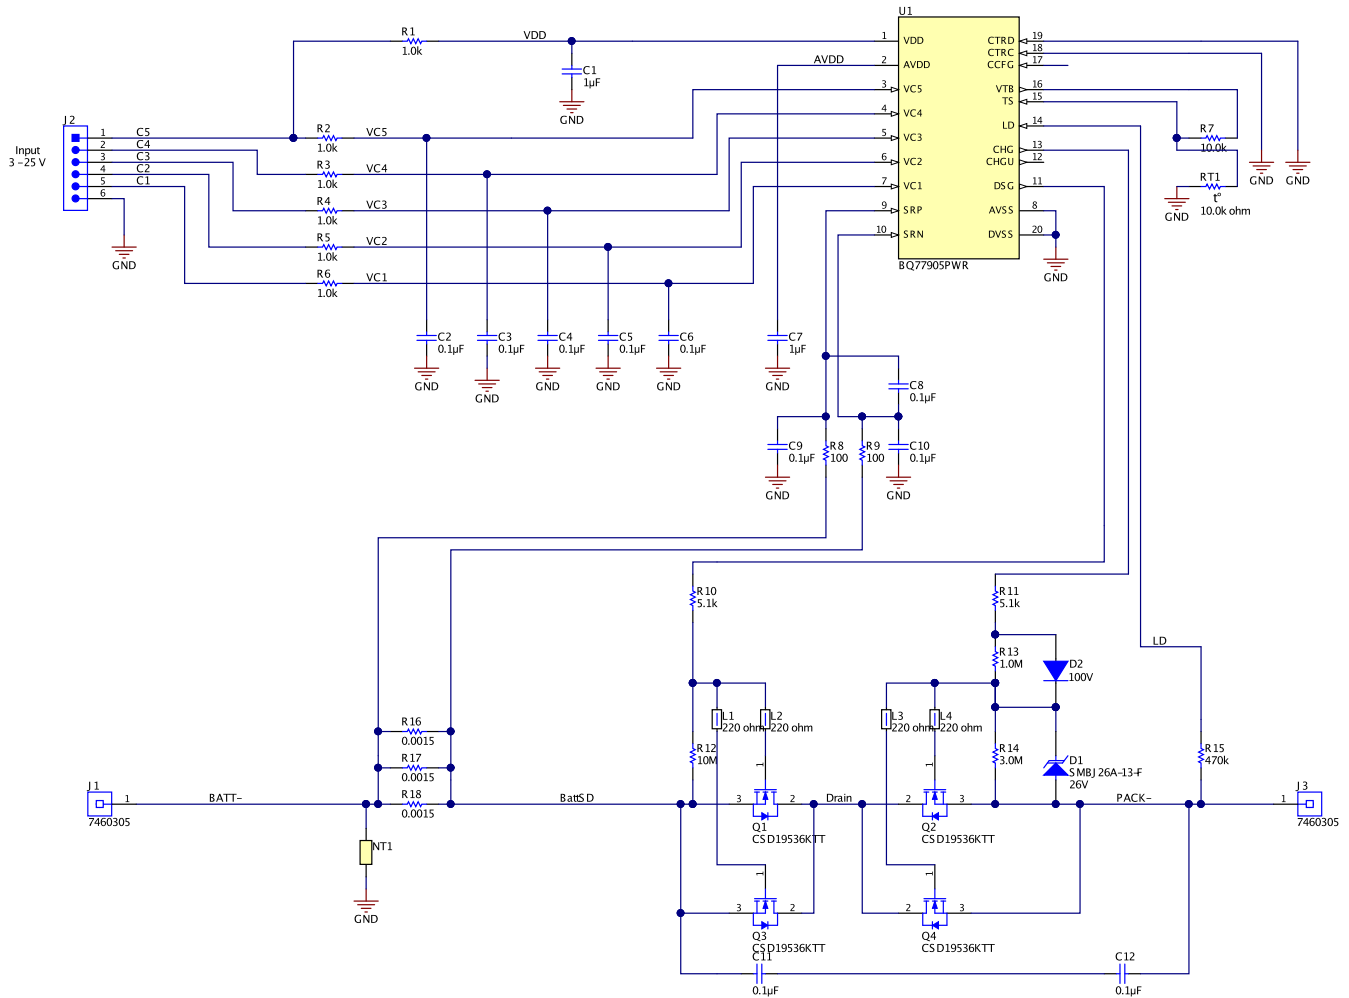 U1
R1
VDD
1.0k
C1
1µF
GND
AVDD
1 VDD
2 AVDD
3 VC5
4 VC4
5 VC3
6 VC2
7 VC1
9 SRP
10 SRN
CTRD 19
CTRC 18
CCFG 17
VTB 16
TS 15
LD 14
CHG 13
CHGU 12
DSG 11
AVSS 8
DVSS 20
BQ77905PWR
GND
R7
10.0k
RT1
t°
10.0k ohm
GND
GND
GND
J2
Input
3 -25 V
1 C5
2 C4
3 C3
4 C2
5 C1
6
GND
R2
1.0k
VC5
R3
1.0k
VC4
R4
1.0k
VC3
R5
1.0k
VC2
R6
1.0k
VC1
C2
0.1µF
GND
C3
0.1µF
GND
C4
0.1µF
GND
C5
0.1µF
GND
C6
0.1µF
GND
C7
1µF
GND
C8
0.1µF
C9
0.1µF
GND
R8
100
R9
100
C10
0.1µF
GND
R10
5.1k
R11
5.1k
LD
R13
1.0M
D2
100V
L1
220 ohm
L2
220 ohm
L3
220 ohm
L4
220 ohm
R12
10M
R14
3.0M
D1
SMBJ26A-13-F
26V
R15
470k
R16
0.0015
R17
0.0015
R18
0.0015
J1
1
7460305
BATT-
NT1
GND
BattSD
3
1
2
Q1
CSD19536KTT
Drain
2
1
3
Q2
CSD19536KTT
PACK-
1
J3
7460305
3
1
2
Q3
CSD19536KTT
2
1
3
Q4
CSD19536KTT
C11
0.1µF
C12
0.1µF